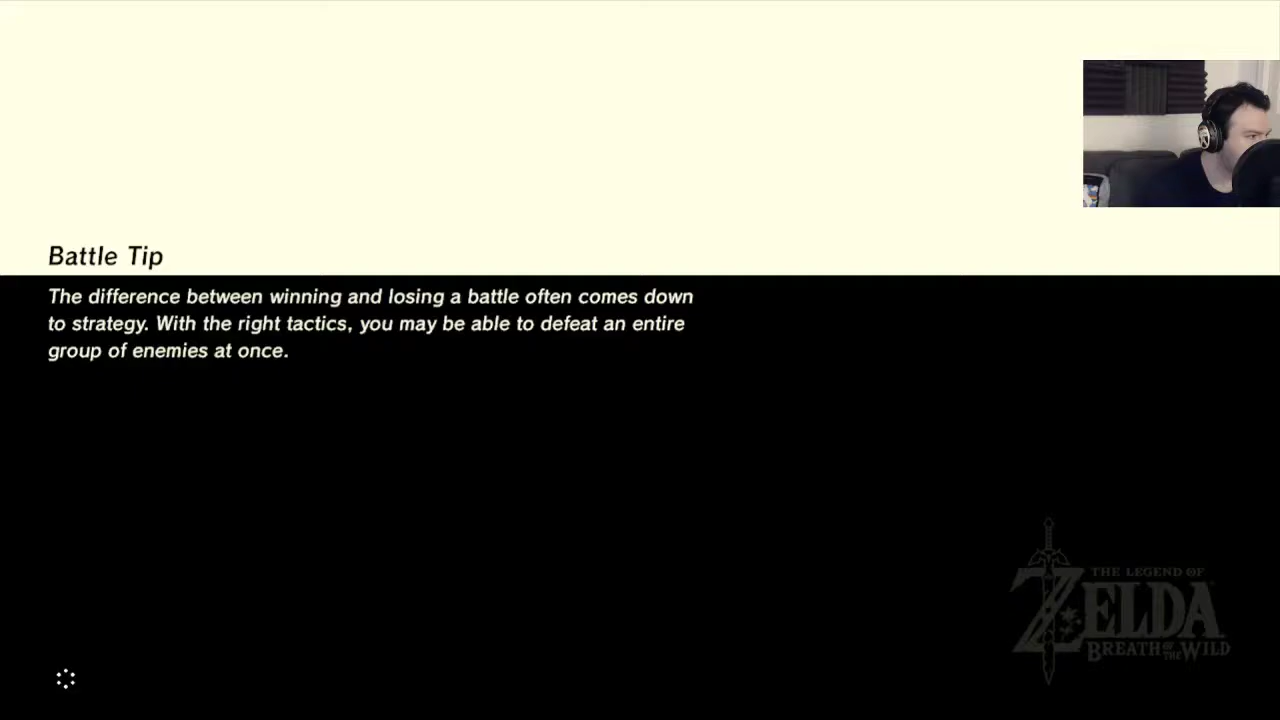 Battle Tip
The difference between winning and losing a battle often comes down
to strategy. With the right tactics, you may be able to defeat an entire
group of enemies at once.
THE LEGEND OF
ZELDA
BREATH OF THE WILD